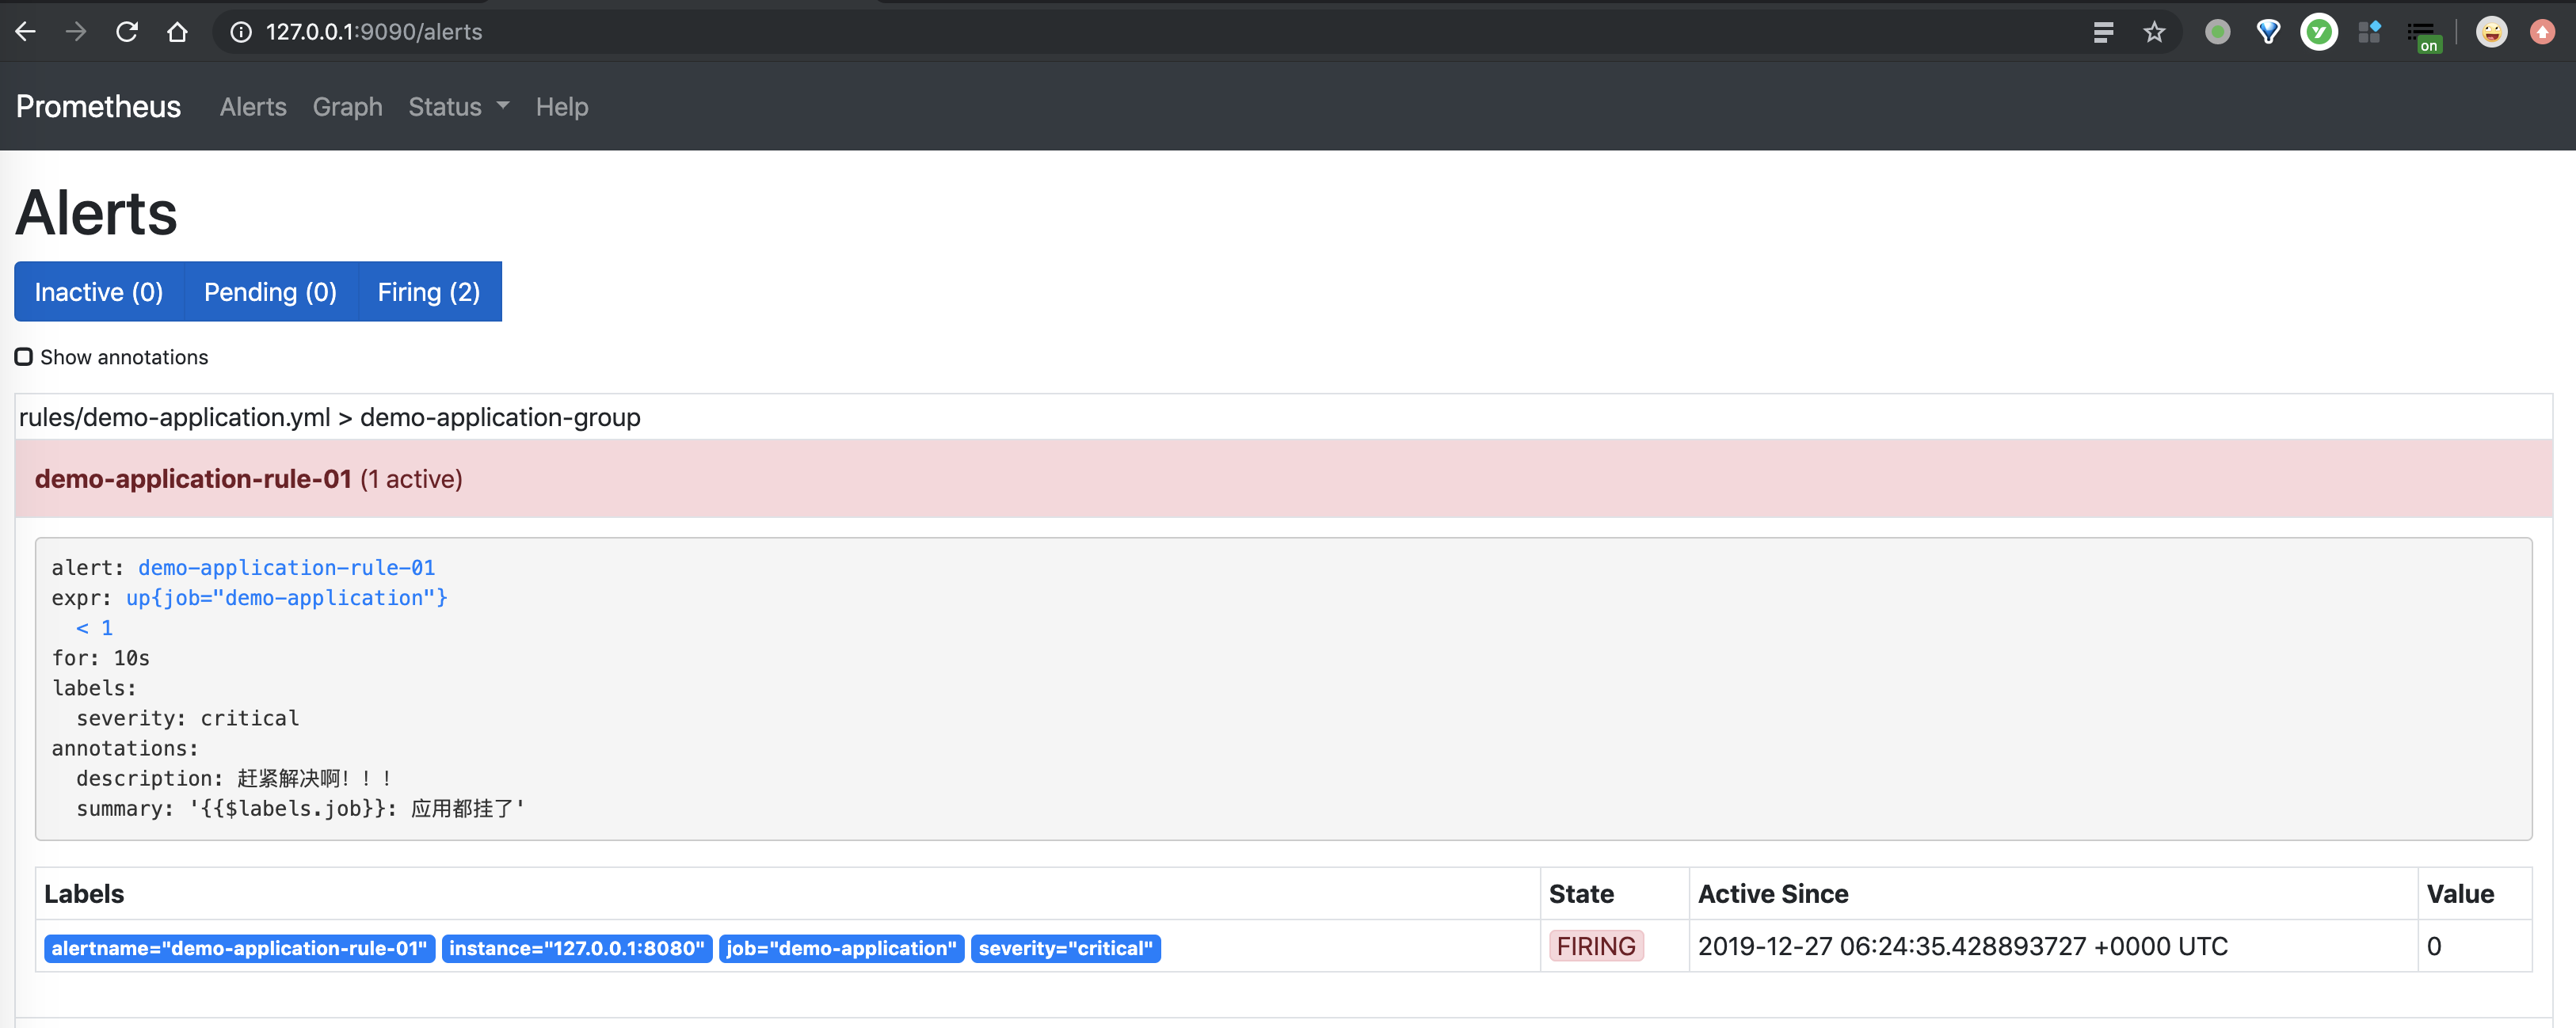 127.0.0.1:9090/alerts
on
Prometheus Alerts Graph Status Help
Alerts
Inactive (0) Pending (0) Firing (2)
Show annotations
rules/demo-application.yml > demo-application-group
demo-application-rule-01 (1 active)
alert: demo-application-rule-01
expr: up{job="demo-application"}
< 1
for: 10s
labels:
severity: critical
annotations:
description: 赶紧解决啊！！！
summary: '{{$labels.job}}: 应用都挂了'
Labels State Active Since Value
alertname="demo-application-rule-01" instance="127.0.0.1:8080" job="demo-application" severity="critical" FIRING 2019-12-27 06:24:35.428893727 +0000 UTC 0